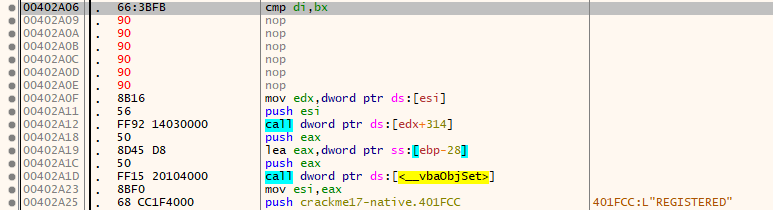 00402A06 . 66:3BFB cmp di,bx
00402A09 . 90 nop
00402A0A . 90 nop
00402A0B . 90 nop
00402A0C . 90 nop
00402A0D . 90 nop
00402A0E . 90 nop
00402A0F . 8B16 mov edx,dword ptr ds:[esi]
00402A11 . 56 push esi
00402A12 . FF92 14030000 call dword ptr ds:[edx+314]
00402A18 . 50 push eax
00402A19 . 8D45 D8 lea eax,dword ptr ss:[ebp-28]
00402A1C . 50 push eax
00402A1D . FF15 20104000 call dword ptr ds:[<__vbaObjSet>]
00402A23 . 8BF0 mov esi,eax
00402A25 . 68 CC1F4000 push crackme17-native.401FCC 401FCC:L"REGISTERED"